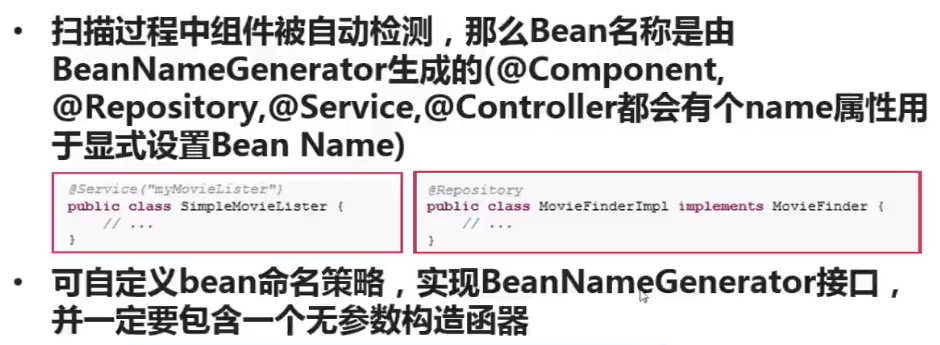 • 扫描过程中组件被自动检测，那么Bean名称是由
BeanNameGenerator生成的(@Component,
@Repository,@Service,@Controller都会有个name属性用
于显式设置Bean Name)
@Service("myMovieLister")
public class SimpleMovieLister {
// ...
}
@Repository
public class MovieFinderImpl implements MovieFinder {
// ...
}
• 可自定义bean命名策略，实现BeanNameGenerator接口，
并一定要包含一个无参数构造函器